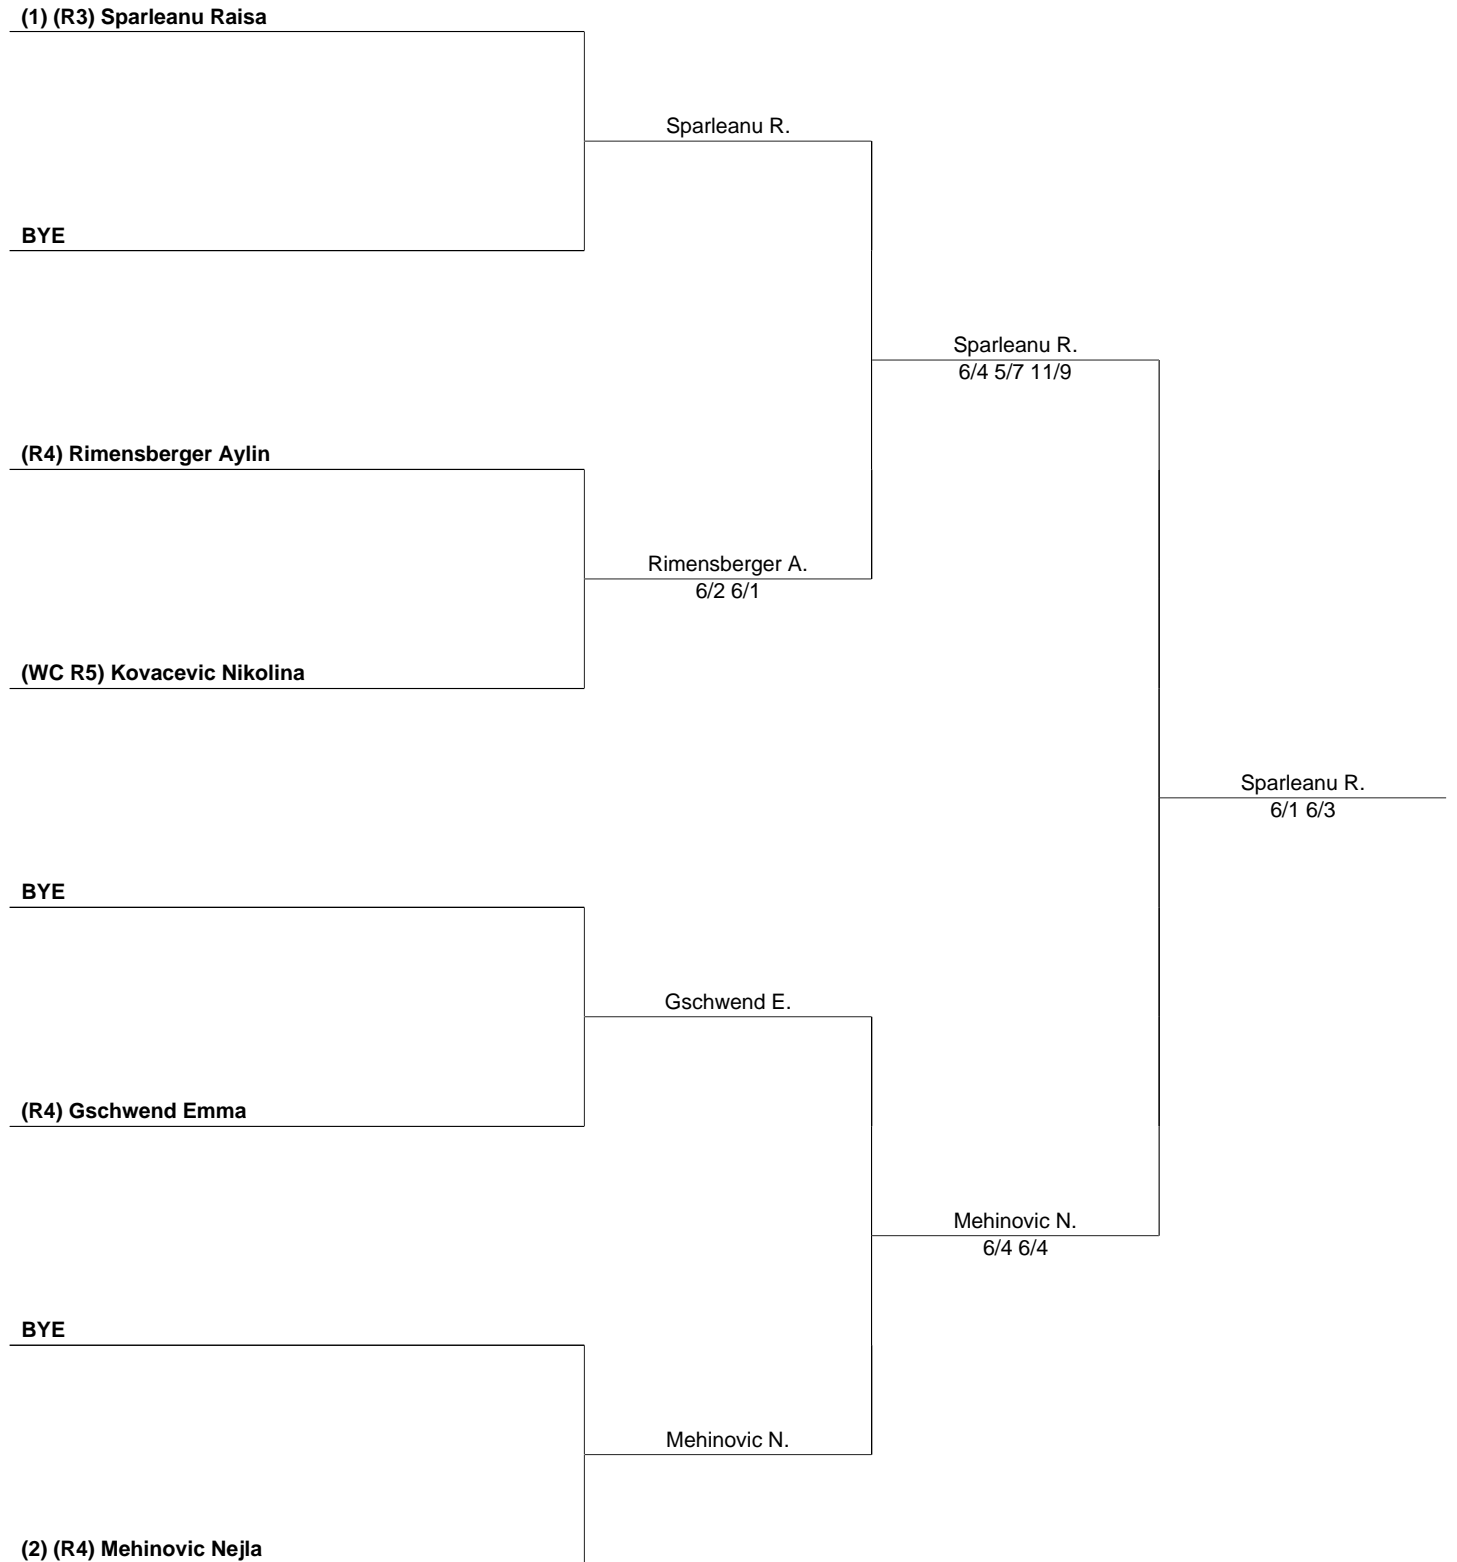 (1) (R3) Sparleanu Raisa
Sparleanu R.
BYE
Sparleanu R.
6/4 5/7 11/9
(R4) Rimensberger Aylin
Rimensberger A.
6/2 6/1
(WC R5) Kovacevic Nikolina
Sparleanu R.
6/1 6/3
BYE
Gschwend E.
(R4) Gschwend Emma
Mehinovic N.
6/4 6/4
BYE
Mehinovic N.
(2) (R4) Mehinovic Nejla